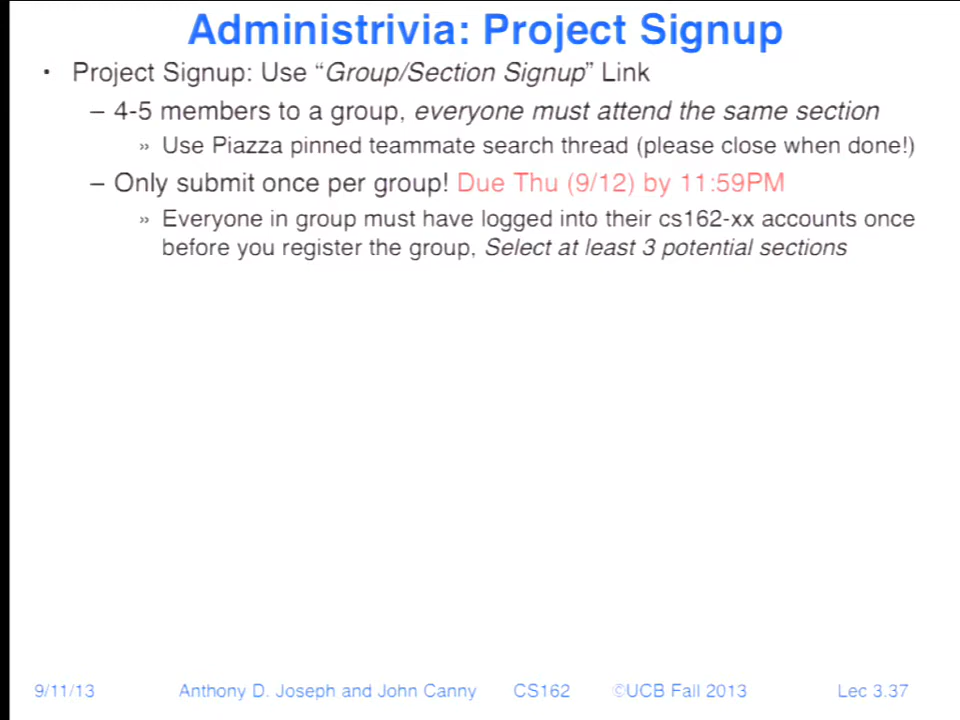 Administrivia: Project Signup
• Project Signup: Use “Group/Section Signup” Link
– 4-5 members to a group, everyone must attend the same section
» Use Piazza pinned teammate search thread (please close when done!)
– Only submit once per group! Due Thu (9/12) by 11:59PM
» Everyone in group must have logged into their cs162-xx accounts once
before you register the group, Select at least 3 potential sections
9/11/13 Anthony D. Joseph and John Canny CS162 ©UCB Fall 2013 Lec 3.37